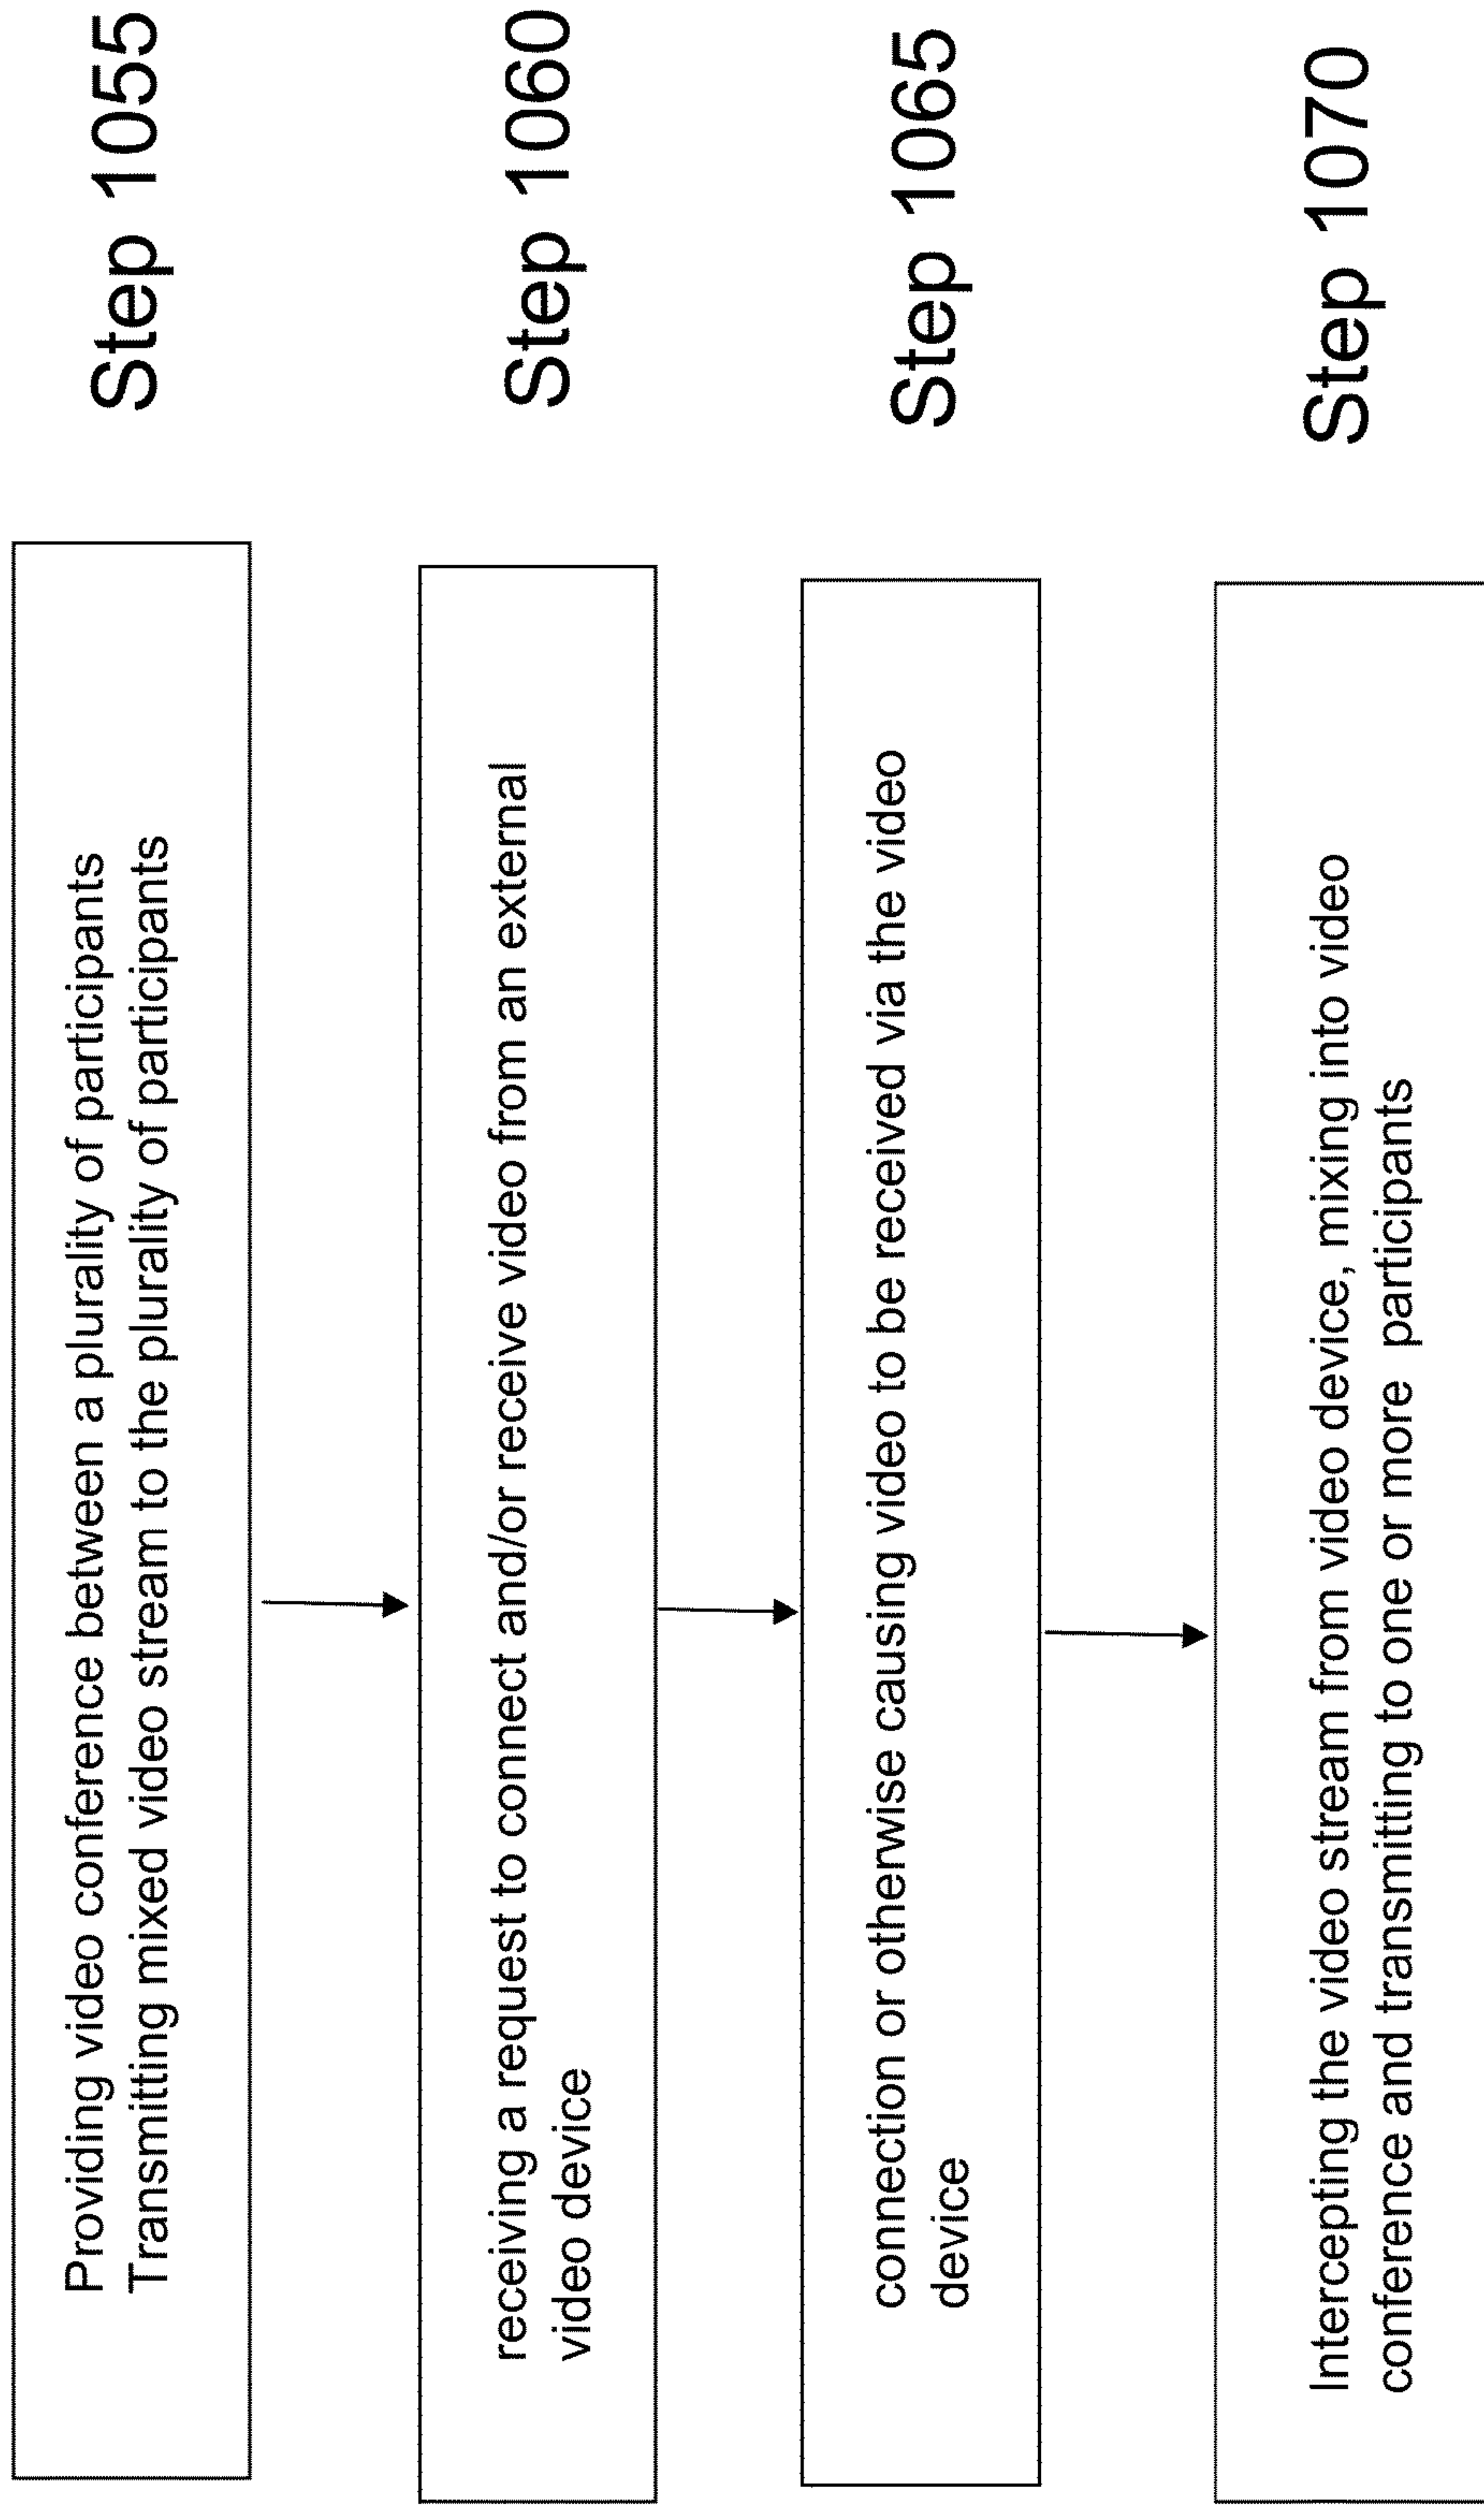 Providing video conference between a plurality of participants
Transmitting mixed video stream to the plurality of participants
Step 1055
receiving a request to connect and/or receive video from an external
video device
Step 1060
connection or otherwise causing video to be received via the video
device
Step 1065
Intercepting the video stream from video device, mixing into video
conference and transmitting to one or more participants
Step 1070